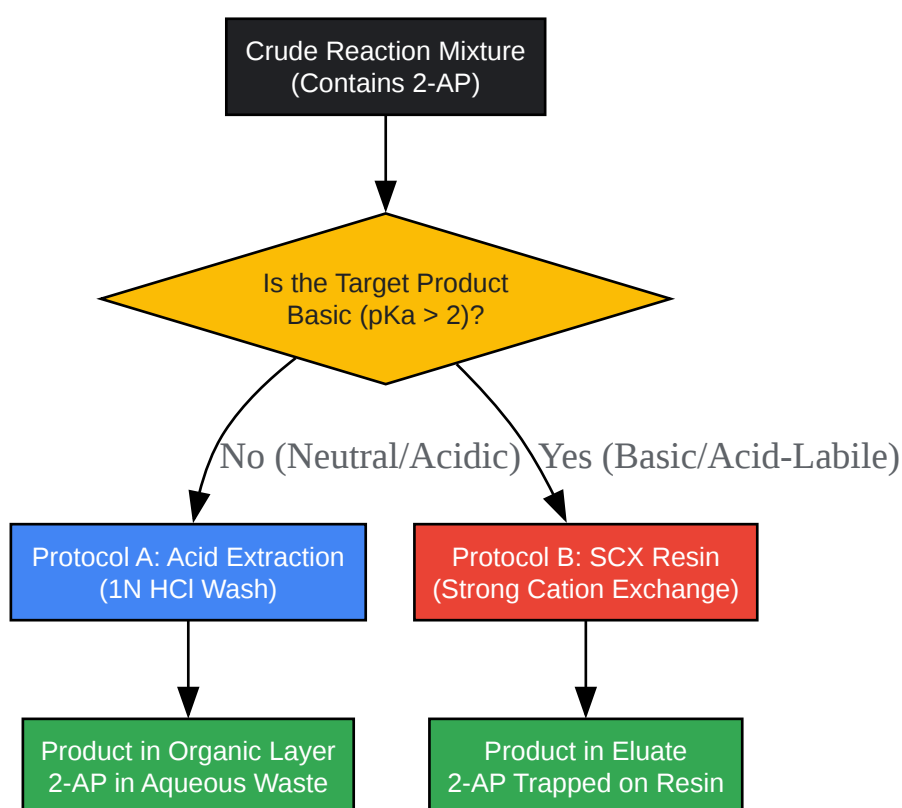 Crude Reaction Mixture
(Contains 2-AP)
Is the Target Product
Basic (pKa > 2)?
No (Neutral/Acidic)
Yes (Basic/Acid-Labile)
Protocol A: Acid Extraction
(1N HCl Wash)
Protocol B: SCX Resin
(Strong Cation Exchange)
Product in Organic Layer
2-AP in Aqueous Waste
Product in Eluate
2-AP Trapped on Resin